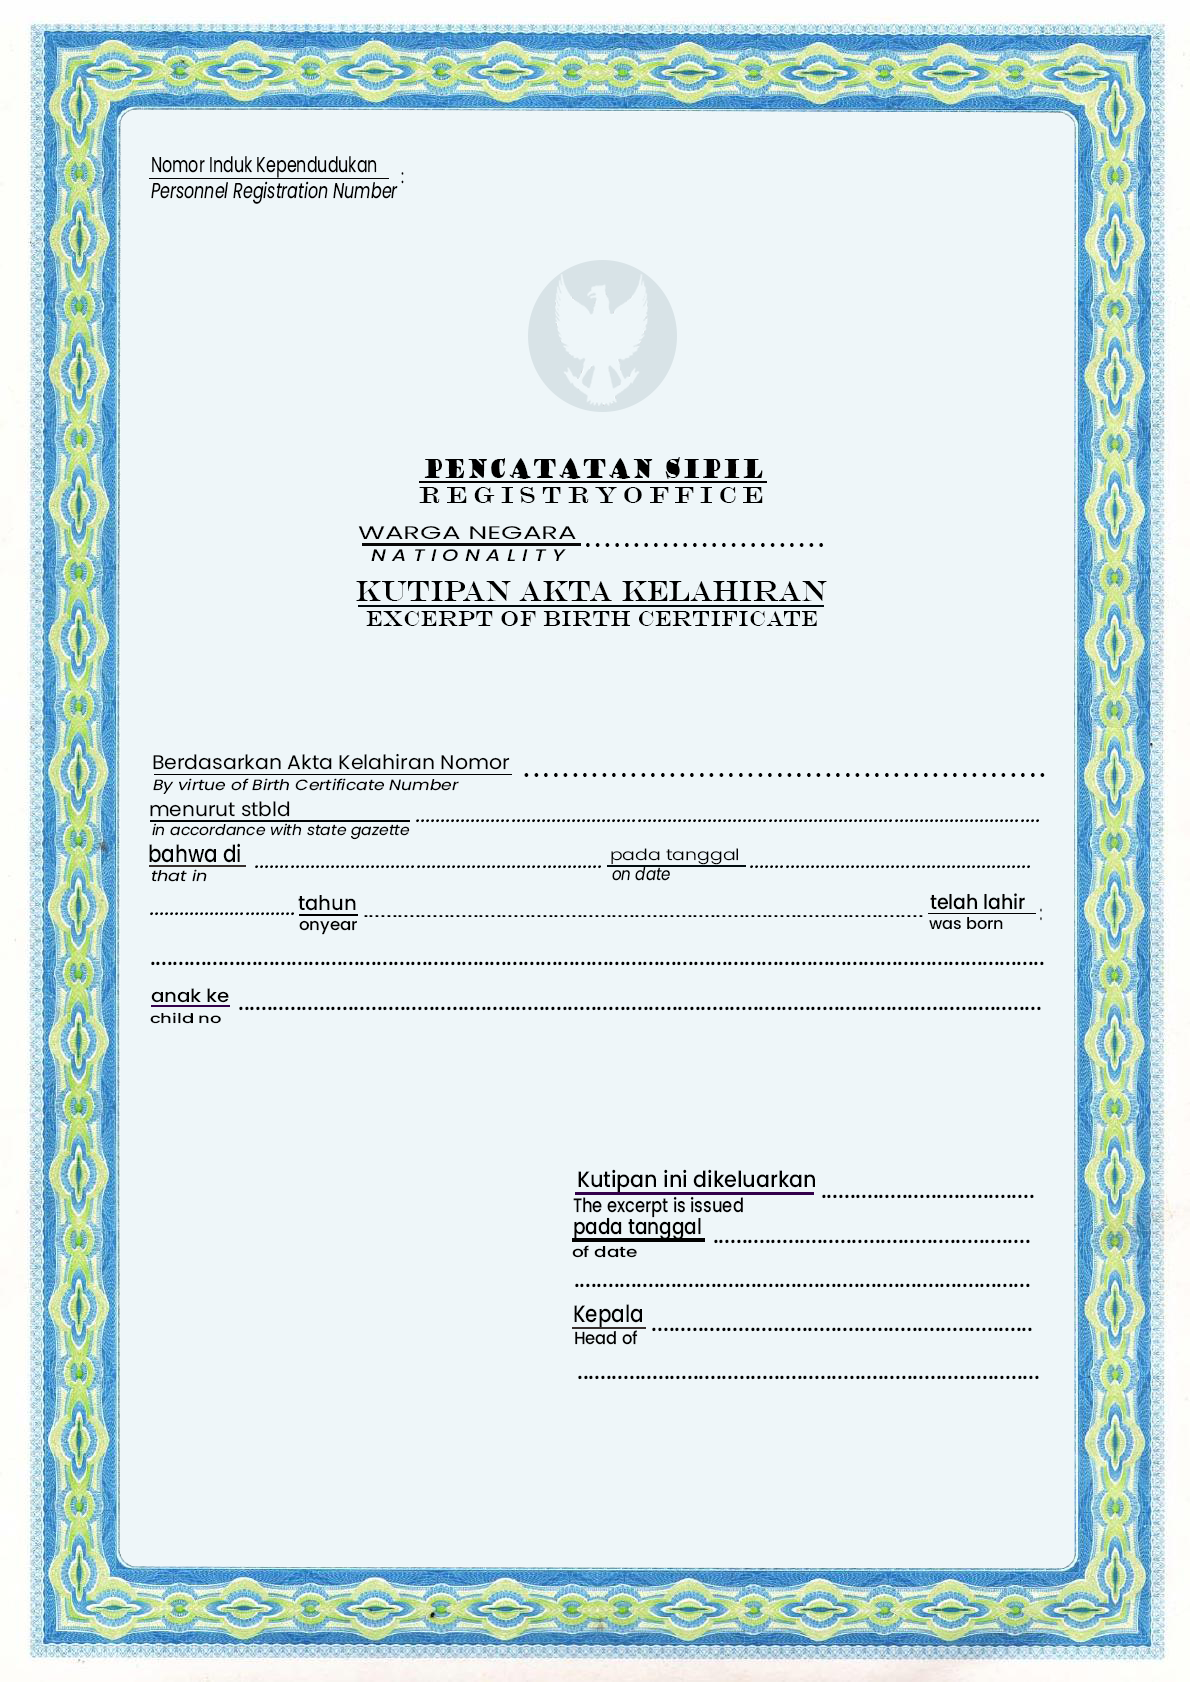 Nomor Induk Kependudukan :
Personnel Registration Number
PENCATATAN SIPIL
REGISTRYOFFICE
WARGA NEGARA ........................
NATIONALITY
KUTIPAN AKTA KELAHIRAN
EXCERPT OF BIRTH CERTIFICATE
Berdasarkan Akta Kelahiran Nomor ............................................
By virtue of Birth Certificate Number
menurut stbld ............................................
in accordance with state gazette
bahwa di ............................................ pada tanggal ............................................
that in on date
............................ tahun ............................................ telah lahir :
onyear was born
............................................
anak ke ............................................
child no
Kutipan ini dikeluarkan ............................................
The excerpt is issued
pada tanggal ............................................
of date
............................................
Kepala ............................................
Head of
............................................